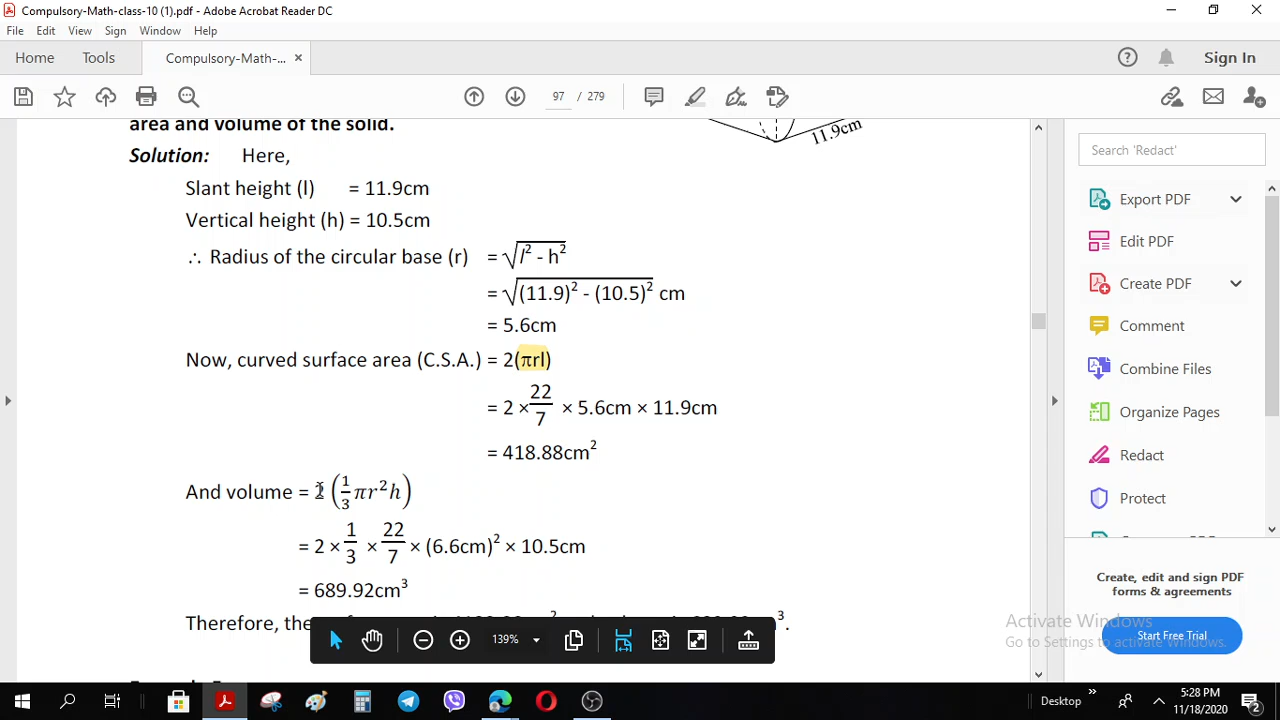 Compulsory-Math-class-10 (1).pdf - Adobe Acrobat Reader DC
File Edit View Sign Window Help
Home Tools Compulsory-Math-... × Sign In
97 / 279
area and volume of the solid.
11.9cm
Solution: Here,
Slant height (l) = 11.9cm
Vertical height (h) = 10.5cm
∴ Radius of the circular base (r) = √(l² - h²)
= √((11.9)² - (10.5)²) cm
= 5.6cm
Now, curved surface area (C.S.A.) = 2(πrl)
= 2 × 22/7 × 5.6cm × 11.9cm
= 418.88cm²
And volume = 2 (1/3 πr²h)
= 2 × 1/3 × 22/7 × (6.6cm)² × 10.5cm
= 689.92cm³
Therefore, the
139%
Search 'Redact'
Export PDF
Edit PDF
Create PDF
Comment
Combine Files
Organize Pages
Redact
Protect
Create, edit and sign PDF
forms & agreements
Start Free Trial
Activate Windows
Go to Settings to activate Windows.
Desktop
5:28 PM
11/18/2020
2